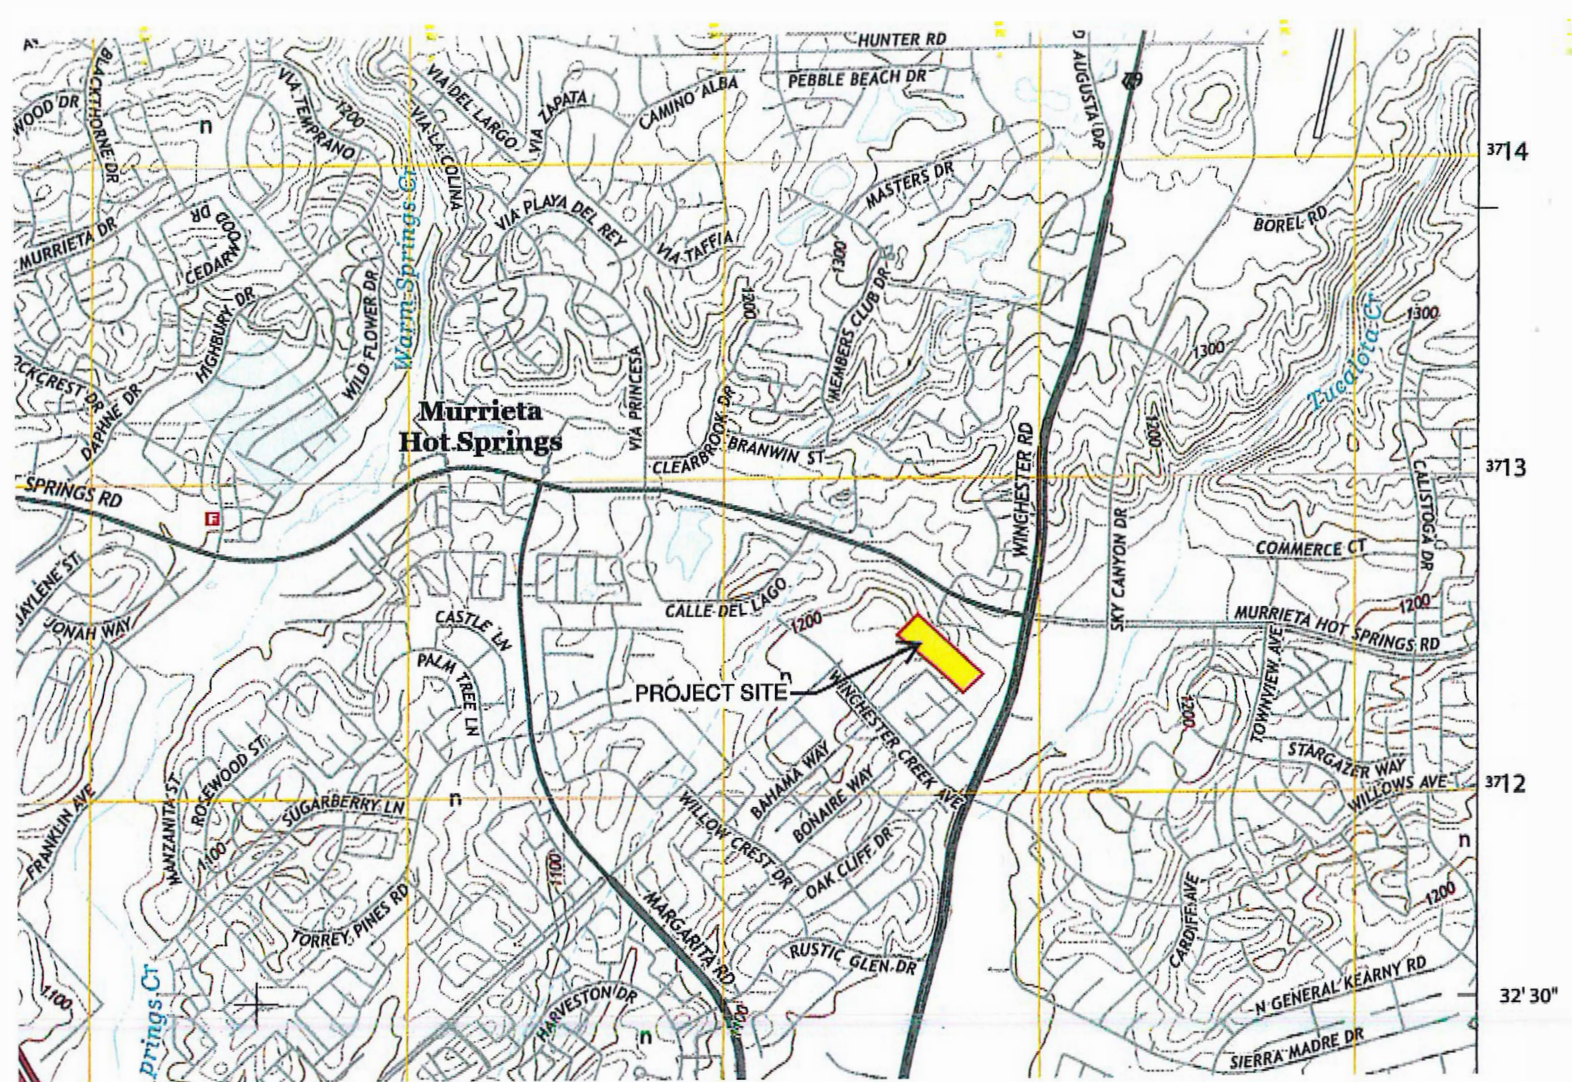 HUNTER RD
PEBBLE BEACH DR
AUGUSTA DR
79
WOOD DR
BLACKTHORNE DR
n
VIA TEMPRANO
1200
VIA DEL LARGO
VIA LA COLINA
VIA ZAPATA
CAMINO ALBA
3714
MASTERS DR
BOREL RD
MURRIETA DR
CEDARWOOD DR
Warm Springs Cr
VIA PLAYA DEL REY
VIA TAFFIA
1300
1200
MEMBERS CLUB DR
HIGHBURY DR
WILD FLOWER DR
1300
1300
Tucalota Cr
OCKCREST DR
DAPHNE DR
Murrieta
Hot Springs
VIA PRINCESA
CLEARBROOK DR
BRANWIN ST
WINCHESTER RD
1200
3713
SPRINGS RD
F
CALISTOGA DR
SKY CANYON DR
COMMERCE CT
JAYLENE ST
JONAH WAY
CASTLE LN
CALLE DEL LAGO
1200
1200
MURRIETA HOT SPRINGS RD
PALM TREE LN
PROJECT SITE
n
WINCHESTER CREEK AVE
1200
TOWNVIEW AVE
STARGAZER WAY
WILLOWS AVE
3712
ROSEWOOD ST
MANZANITA ST
SUGARBERRY LN
n
FRANKLIN AVE
1100
BAHAMA WAY
BONAIRE WAY
WILLOW CREST DR
OAK CLIFF DR
n
1100
1200
TORREY PINES RD
MARGARITA RD
RUSTIC GLEN DR
CARDIFF AVE
1100
prings Cr
HARVESTON DR
n
N GENERAL KEARNY RD
32'30"
SIERRA MADRE DR